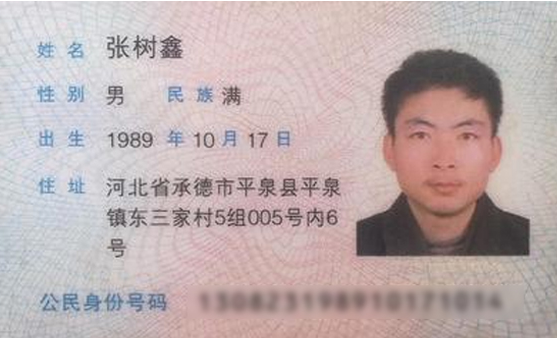 姓名 张树鑫
性别 男 民族 满
出生 1989 年 10 月 17 日
住址 河北省承德市平泉县平泉
镇东三家村5组005号内6
号
公民身份号码